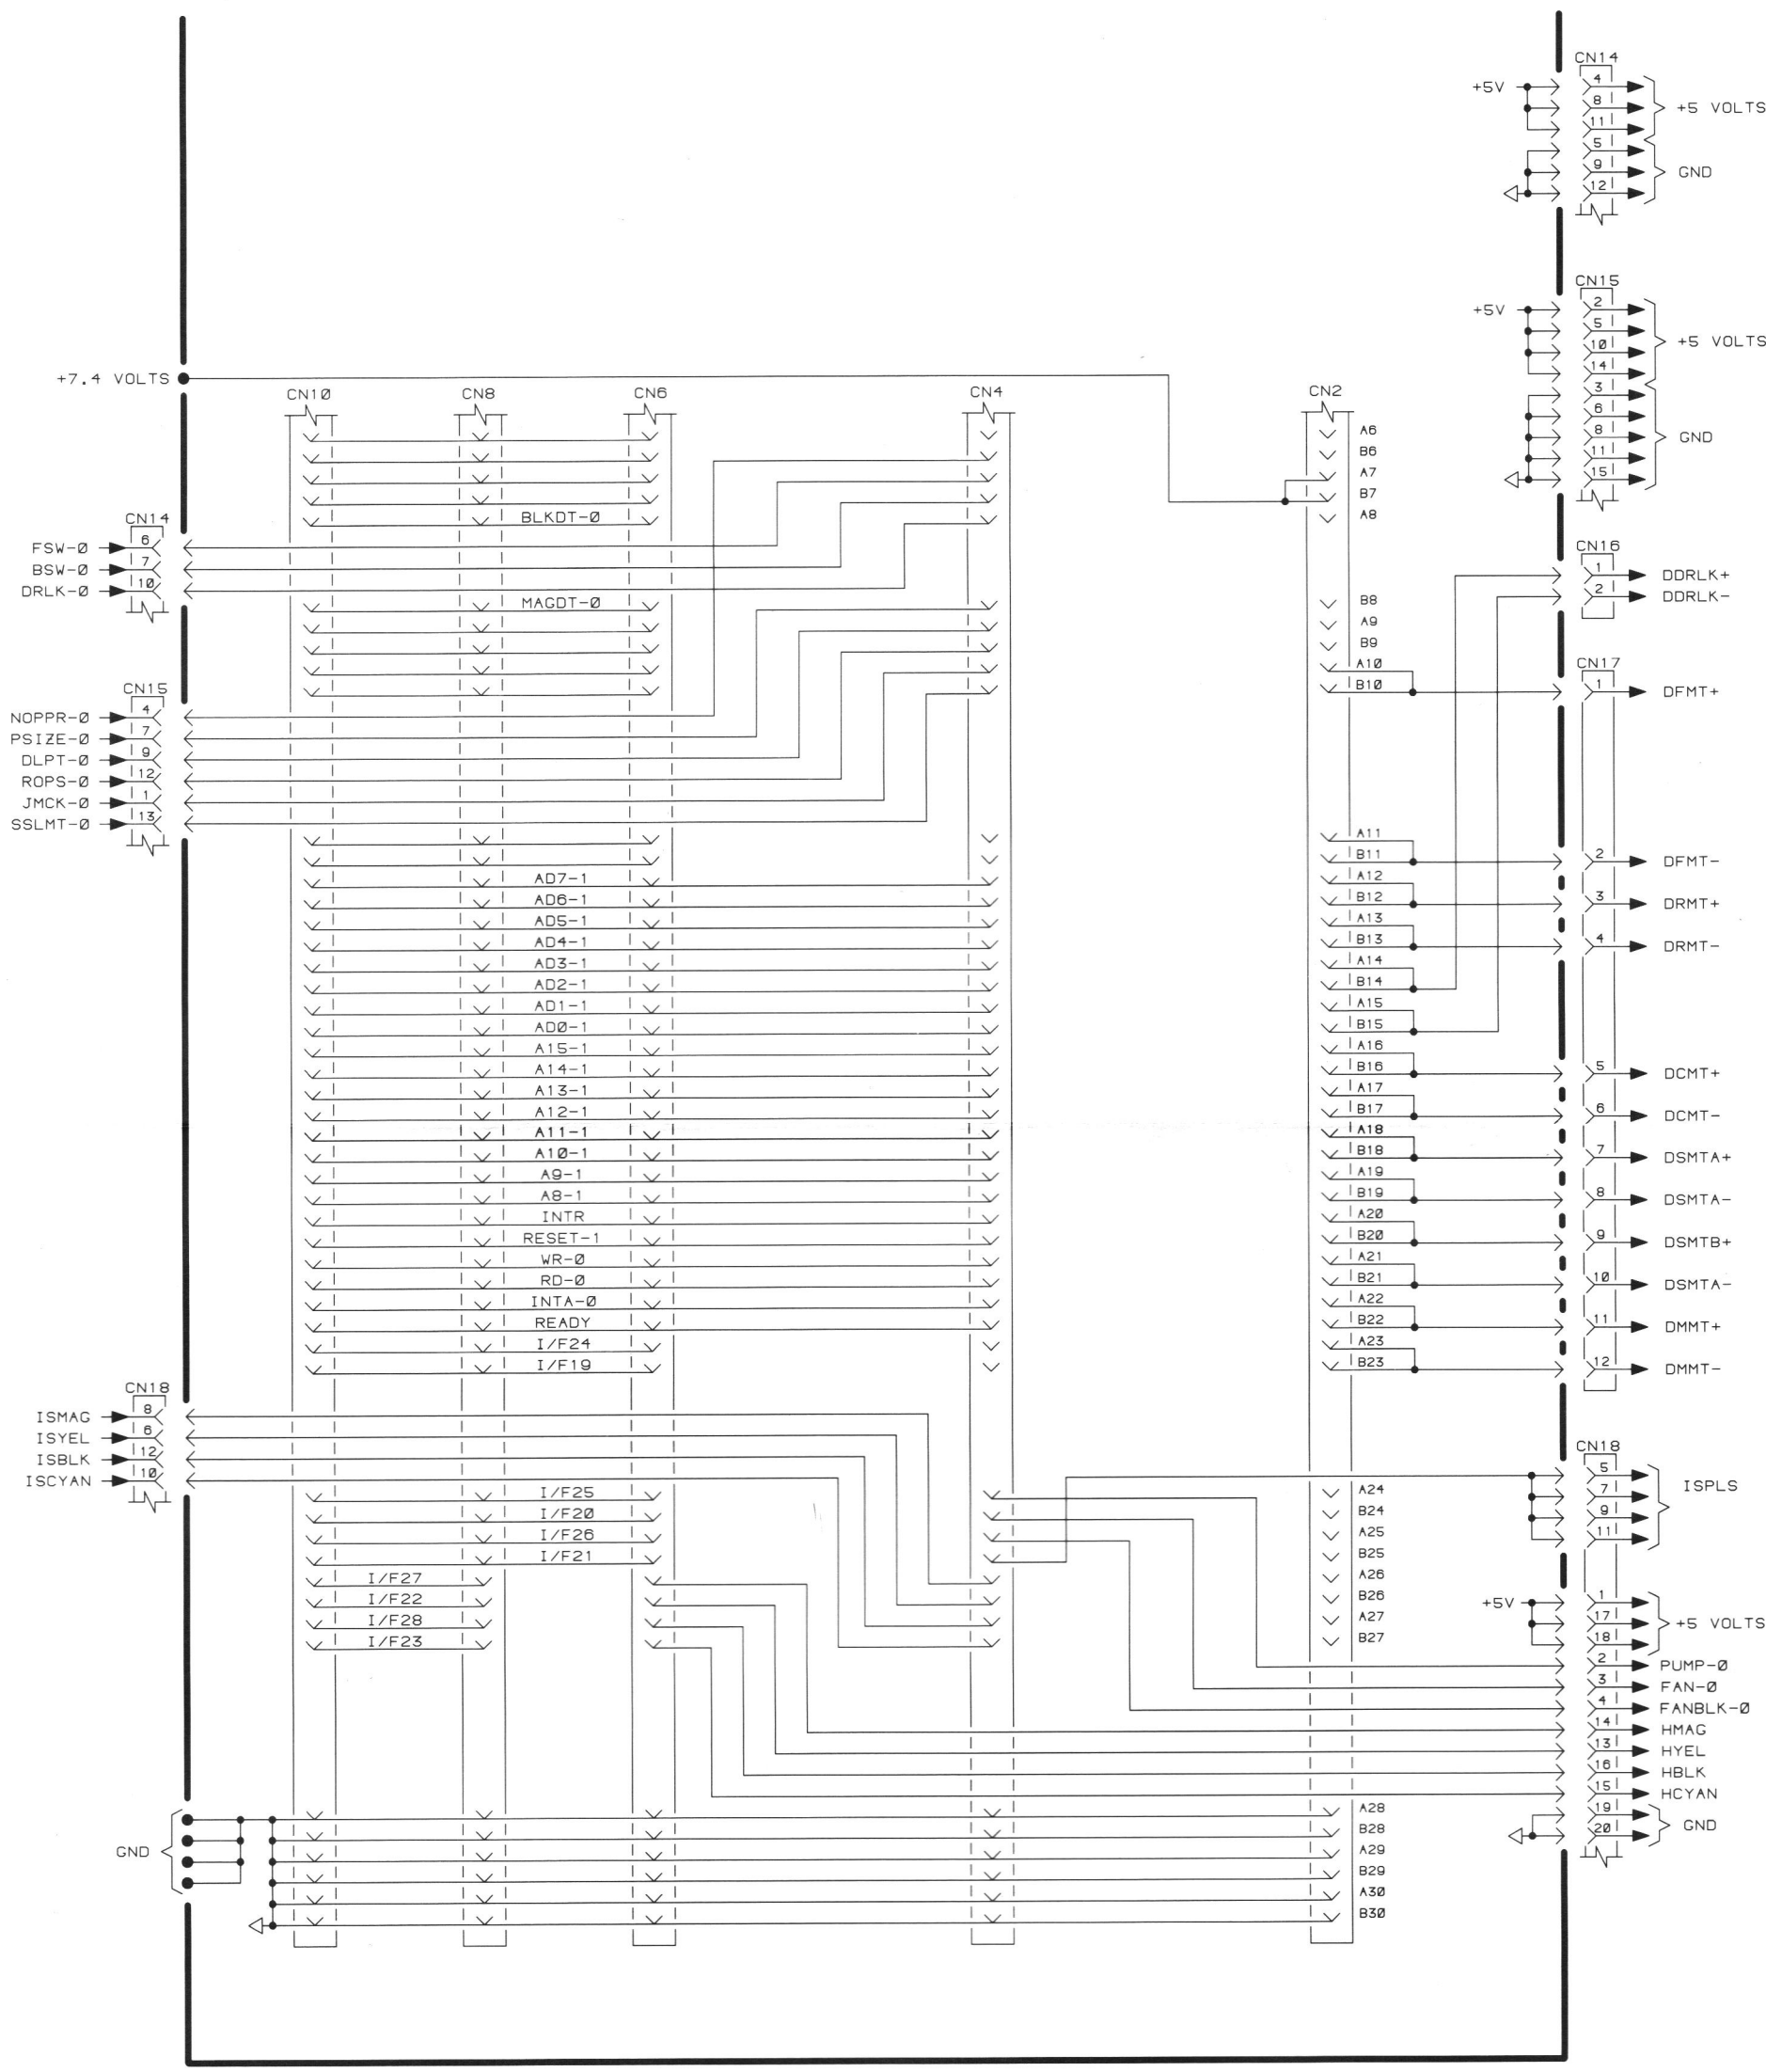 CN14
+5V
4
8
+5 VOLTS
11
5
9
GND
12
CN15
+5V
2
5
10
+5 VOLTS
14
3
6
8
GND
11
15
+7.4 VOLTS
CN10
CN8
CN6
CN4
CN2
A6
B6
A7
B7
A8
BLKDT-0
CN14
FSW-0
6
BSW-0
7
DRLK-0
10
CN16
1
DDRLK+
2
DDRLK-
MAGDT-0
B8
A9
B9
A10
B10
CN17
1
DFMT+
CN15
NOPPR-0
4
PSIZE-0
7
DLPT-0
9
ROPS-0
12
JMCK-0
1
SSLMT-0
13
A11
B11
2
DFMT-
AD7-1
A12
AD6-1
B12
3
DRMT+
AD5-1
A13
AD4-1
B13
4
DRMT-
AD3-1
A14
AD2-1
B14
AD1-1
A15
AD0-1
B15
A15-1
A16
A14-1
B16
5
DCMT+
A13-1
A17
A12-1
B17
6
DCMT-
A11-1
A18
A10-1
B18
7
DSMTA+
A9-1
A19
A8-1
B19
8
DSMTA-
INTR
A20
RESET-1
B20
9
DSMTB+
WR-0
A21
RD-0
B21
10
DSMTA-
INTA-0
A22
READY
B22
11
DMMT+
I/F24
A23
I/F19
B23
12
DMMT-
CN18
ISMAG
8
ISYEL
6
ISBLK
12
ISCYAN
10
CN18
5
7
ISPLS
9
11
I/F25
A24
I/F20
B24
I/F26
A25
I/F21
B25
I/F27
A26
I/F22
B26
I/F28
A27
I/F23
B27
+5V
1
17
+5 VOLTS
18
2
PUMP-0
3
FAN-0
4
FANBLK-0
14
HMAG
13
HYEL
16
HBLK
15
HCYAN
19
GND
20
GND
A28
B28
A29
B29
A30
B30